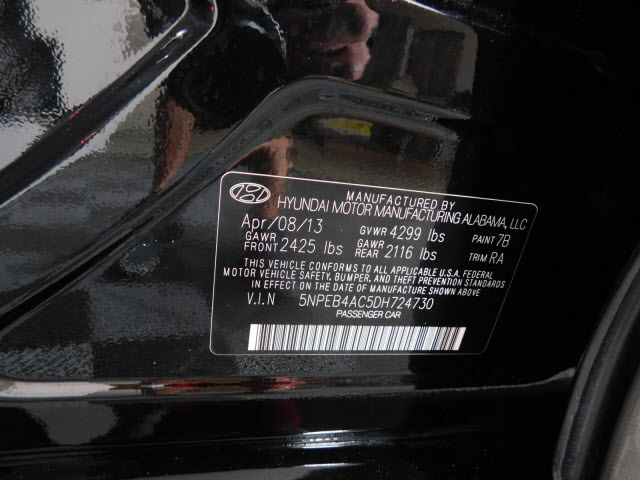 MANUFACTURED BY
HYUNDAI MOTOR MANUFACTURING ALABAMA, LLC
Apr/08/13 GVWR 4299 lbs PAINT 7B
GAWR FRONT 2425 lbs GAWR REAR 2116 lbs TRIM RA
THIS VEHICLE CONFORMS TO ALL APPLICABLE U.S.A. FEDERAL
MOTOR VEHICLE SAFETY, BUMPER, AND THEFT PREVENTION STANDARDS
IN EFFECT ON THE DATE OF MANUFACTURE SHOWN ABOVE
V.I.N 5NPEB4AC5DH724730
PASSENGER CAR